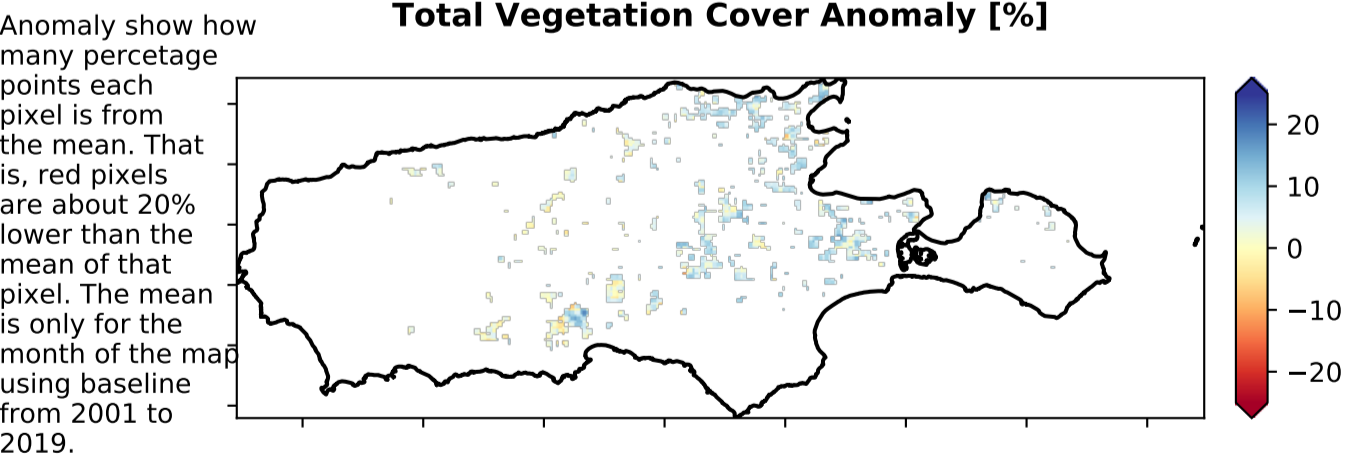 Total Vegetation Cover Anomaly [%]
Anomaly show how
many percetage
points each
pixel is from
the mean. That
is, red pixels
are about 20%
lower than the
mean of that
pixel. The mean
is only for the
month of the map
using baseline
from 2001 to
2019.
20
10
0
−10
−20